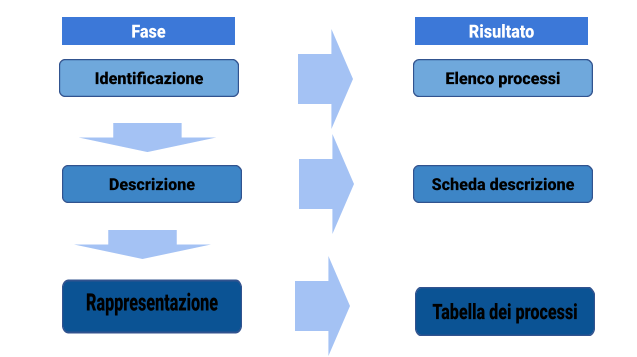 Fase
Risultato
Identificazione
Elenco processi
Descrizione
Scheda descrizione
Rappresentazione
Tabella dei processi